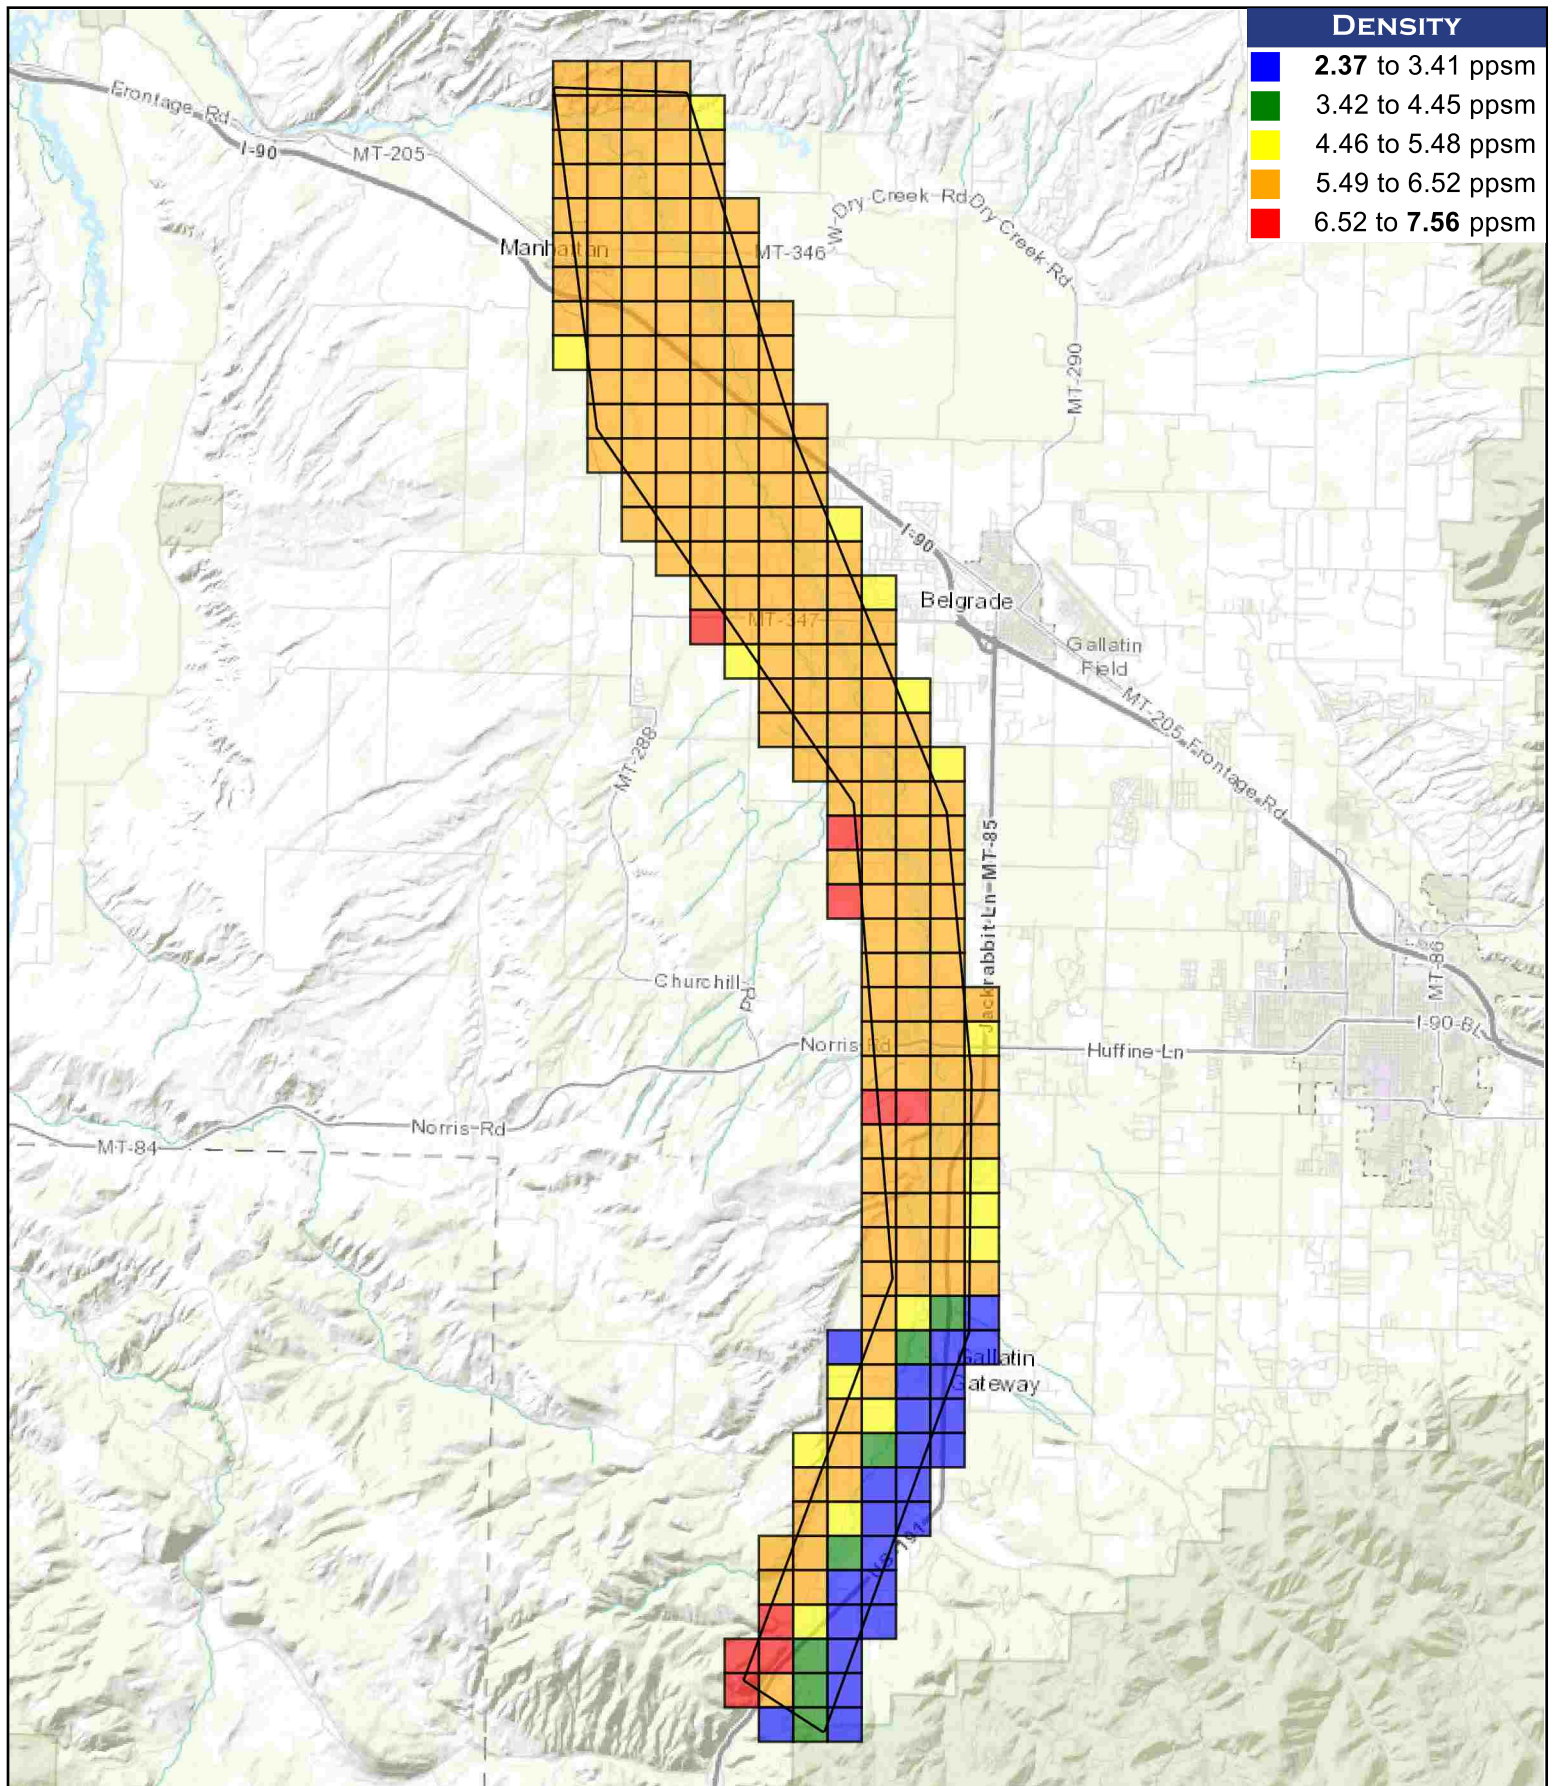 DENSITY
2.37 to 3.41 ppsm
3.42 to 4.45 ppsm
4.46 to 5.48 ppsm
5.49 to 6.52 ppsm
6.52 to 7.56 ppsm
Frontage Rd
I-90
MT-205
W Dry Creek Rd
Dry Creek Rd
Manhattan
MT-346
MT-290
I-90
Belgrade
MT-347
Gallatin
Field
MT-205
Frontage Rd
MT-288
Jackrabbit Ln
MT-85
MT-86
Churchill Rd
I-90-BL
Norris Rd
Huffine Ln
Norris Rd
MT-84
Gallatin
Gateway
US-191